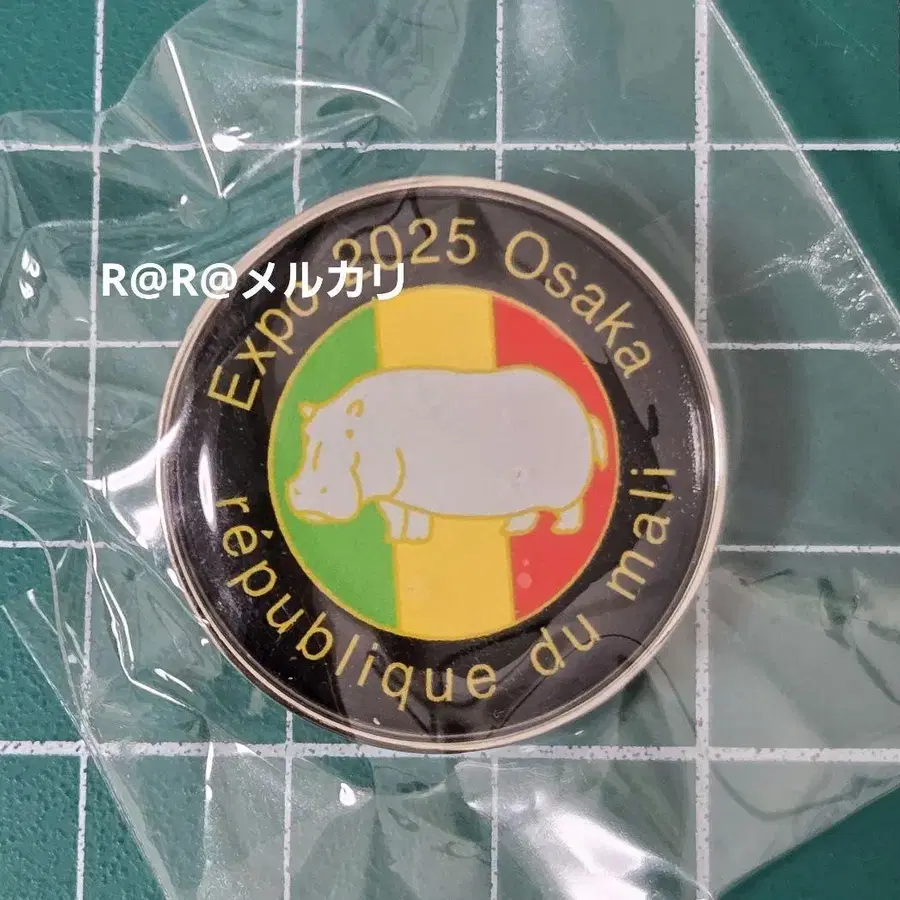 Expo 2025 Osaka
R@R@メルカリ
république du mali